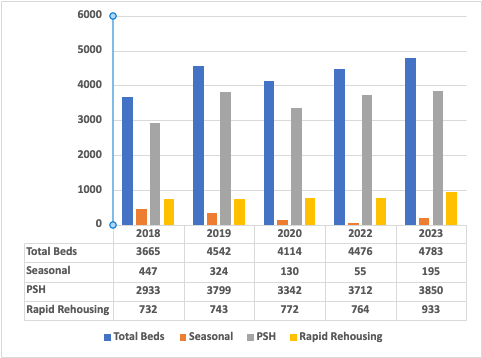 6000
5000
4000
3000
2000
1000
0
2018 2019 2020 2022 2023
Total Beds 3665 4542 4114 4476 4783
Seasonal 447 324 130 55 195
PSH 2933 3799 3342 3712 3850
Rapid Rehousing 732 743 772 764 933
Total Beds Seasonal PSH Rapid Rehousing